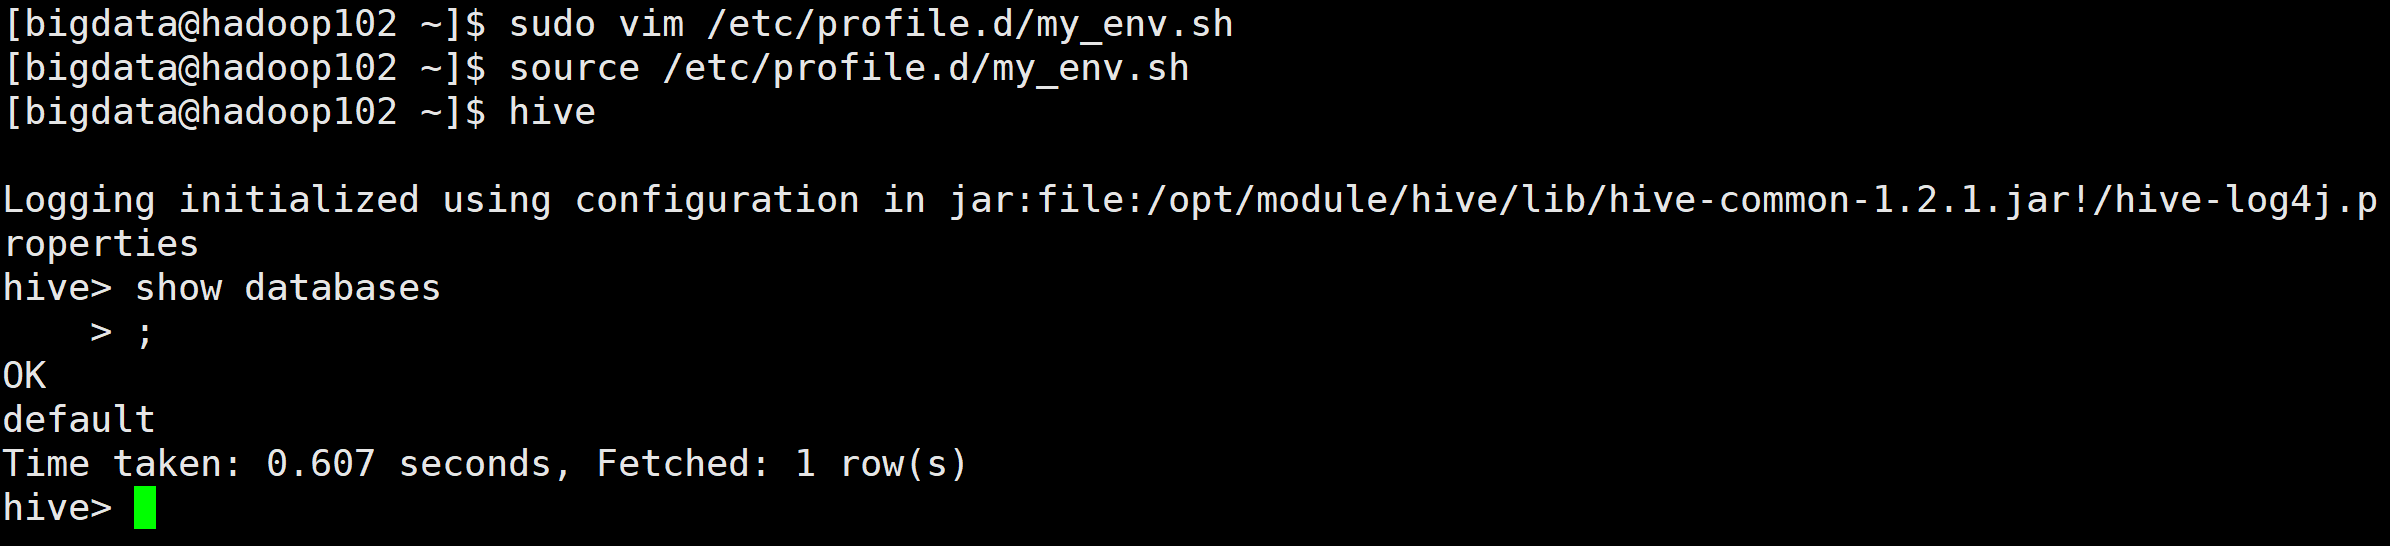 [bigdata@hadoop102 ~]$ sudo vim /etc/profile.d/my_env.sh
[bigdata@hadoop102 ~]$ source /etc/profile.d/my_env.sh
[bigdata@hadoop102 ~]$ hive

Logging initialized using configuration in jar:file:/opt/module/hive/lib/hive-common-1.2.1.jar!/hive-log4j.p
roperties
hive> show databases
    > ;
OK
default
Time taken: 0.607 seconds, Fetched: 1 row(s)
hive>